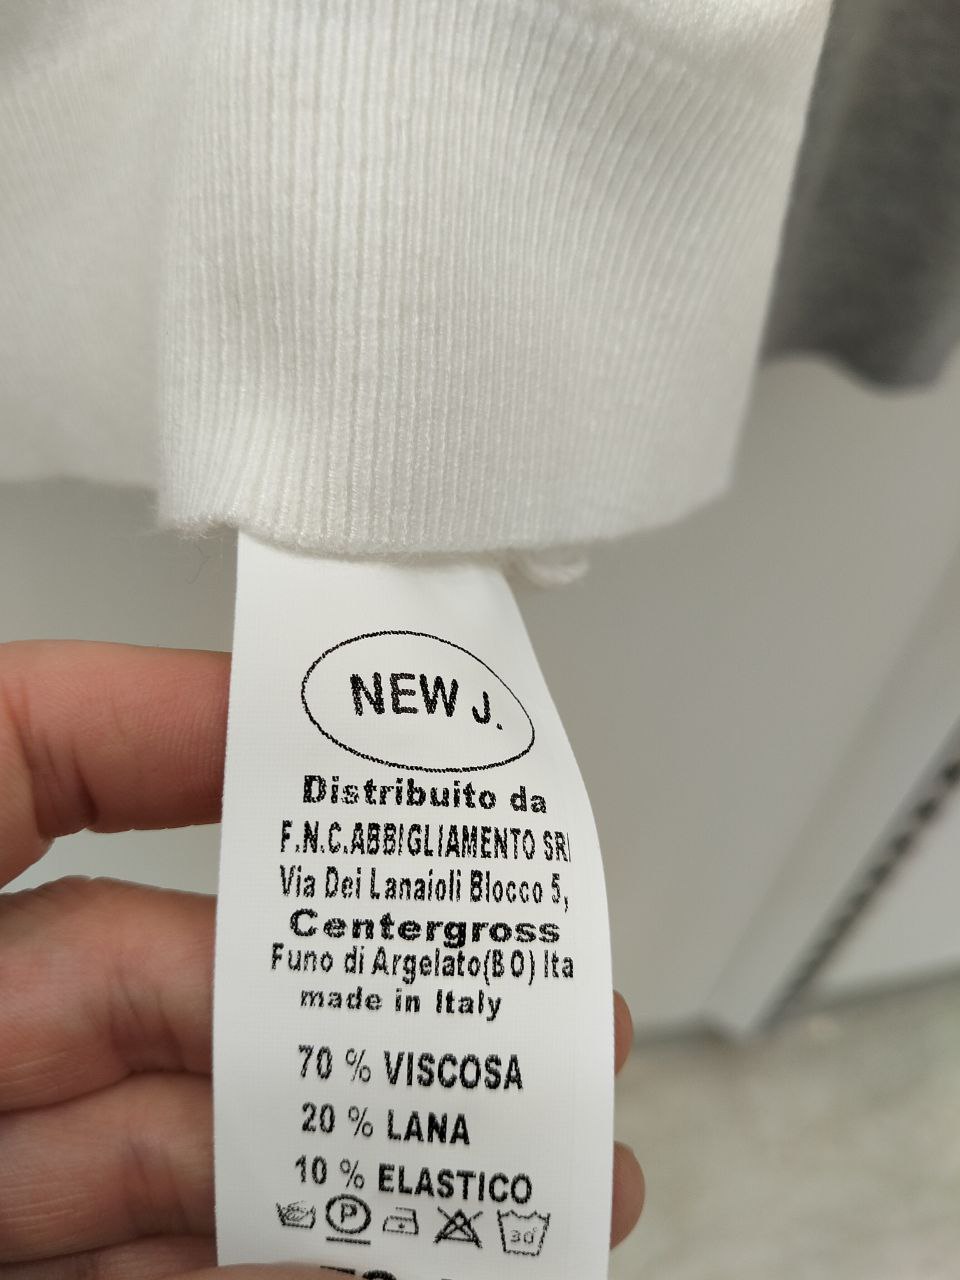 NEW J.
Distribuito da
F.N.C.ABBIGLIAMENTO SRL
Via Dei Lanaioli Blocco 5,
Centergross
Funo di Argelato(BO) Ita
made in Italy
70 % VISCOSA
20 % LANA
10 % ELASTICO
P
30°